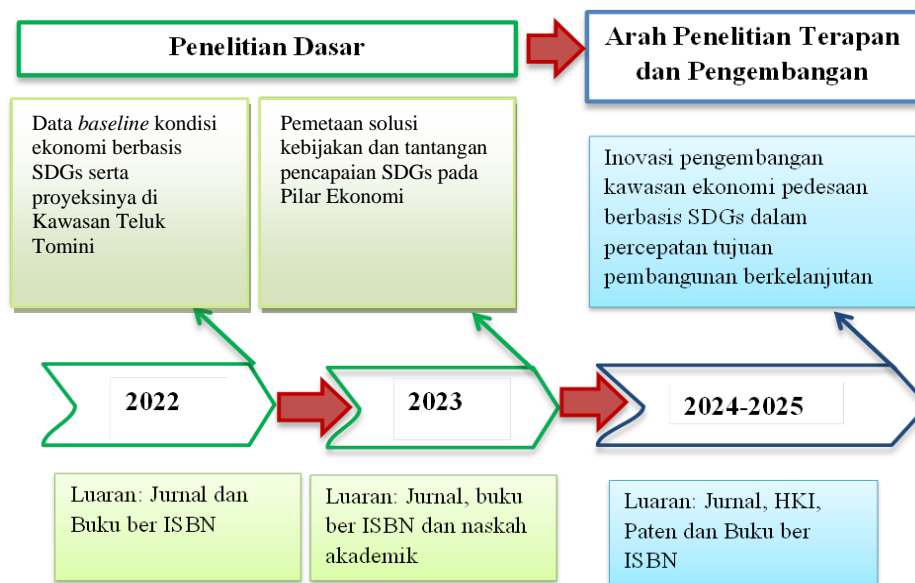 Penelitian Dasar
Arah Penelitian Terapan
dan Pengembangan
Data baseline kondisi
ekonomi berbasis
SDGs serta
proyeksinya di
Kawasan Teluk
Tomini
Pemetaan solusi
kebijakan dan tantangan
pencapaian SDGs pada
Pilar Ekonomi
Inovasi pengembangan
kawasan ekonomi pedesaan
berbasis SDGs dalam
percepatan tujuan
pembangunan berkelanjutan
2022
2023
2024-2025
Luaran: Jurnal dan
Buku ber ISBN
Luaran: Jurnal, buku
ber ISBN dan naskah
akademik
Luaran: Jurnal, HKI,
Paten dan Buku ber
ISBN